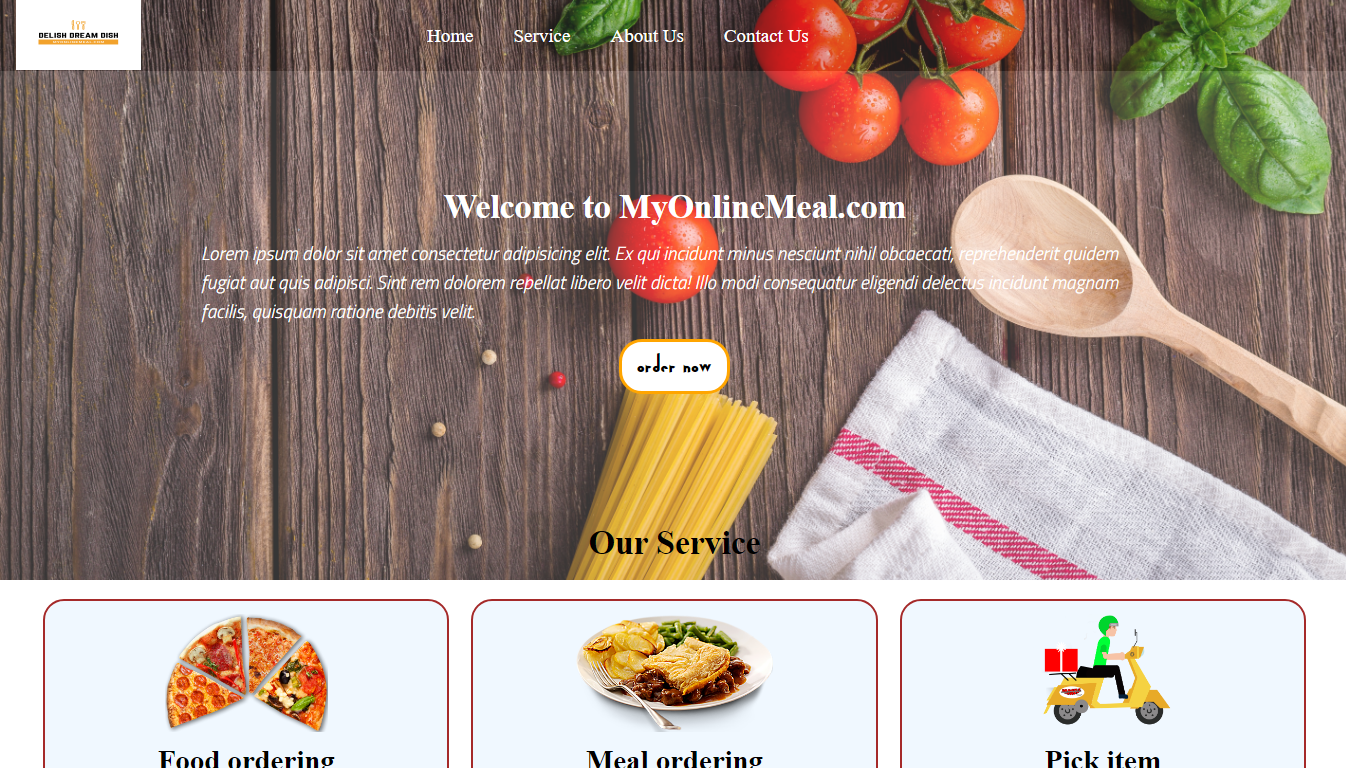 DELISH DREAM DISH
Home Service About Us Contact Us
Welcome to MyOnlineMeal.com
Lorem ipsum dolor sit amet consectetur adipisicing elit. Ex qui incidunt minus nesciunt nihil obcaecati, reprehenderit quidem
fugiat aut quis adipisci. Sint rem dolorem repellat libero velit dicta! Illo modi consequatur eligendi delectus incidunt magnam
facilis, quisquam ratione debitis velit.
order now
Our Service
Food ordering Meal ordering Pick item